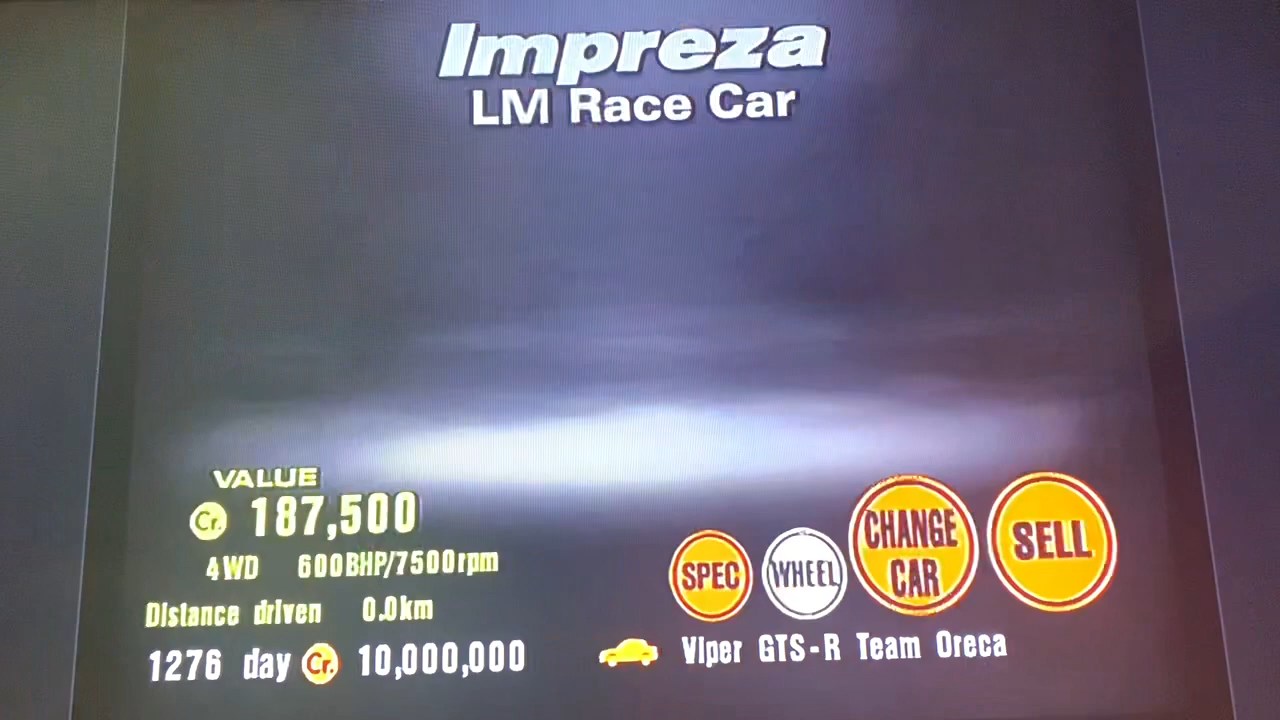 Impreza
LM Race Car
VALUE
Cr. 187,500
4WD 600BHP/7500rpm
Distance driven 0.0km
1276 day Cr. 10,000,000
SPEC
WHEEL
CHANGE CAR
SELL
Viper GTS-R Team Oreca